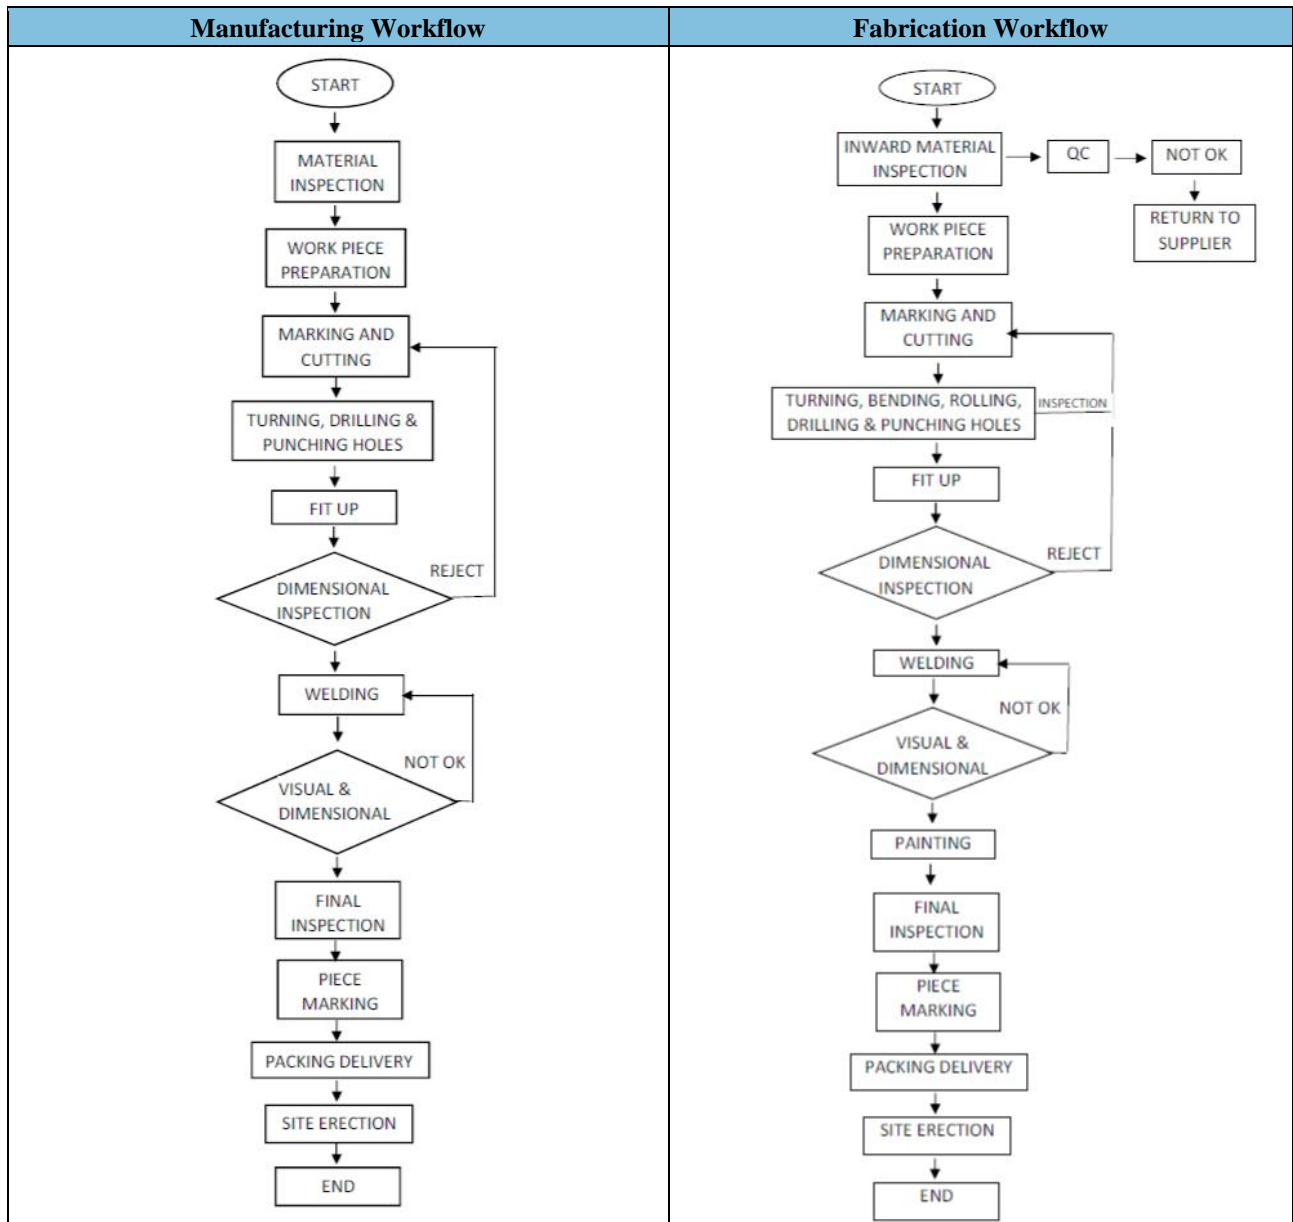 Manufacturing Workflow
START
MATERIAL
INSPECTION
WORK PIECE
PREPARATION
MARKING AND
CUTTING
TURNING, DRILLING &
PUNCHING HOLES
FIT UP
DIMENSIONAL
INSPECTION
REJECT
WELDING
VISUAL &
DIMENSIONAL
NOT OK
FINAL
INSPECTION
PIECE
MARKING
PACKING DELIVERY
SITE ERECTION
END
Fabrication Workflow
START
INWARD MATERIAL
INSPECTION
QC
NOT OK
RETURN TO
SUPPLIER
WORK PIECE
PREPARATION
MARKING AND
CUTTING
TURNING, BENDING, ROLLING,
DRILLING & PUNCHING HOLES
INSPECTION
FIT UP
DIMENSIONAL
INSPECTION
REJECT
WELDING
NOT OK
VISUAL &
DIMENSIONAL
PAINTING
FINAL
INSPECTION
PIECE
MARKING
PACKING DELIVERY
SITE ERECTION
END